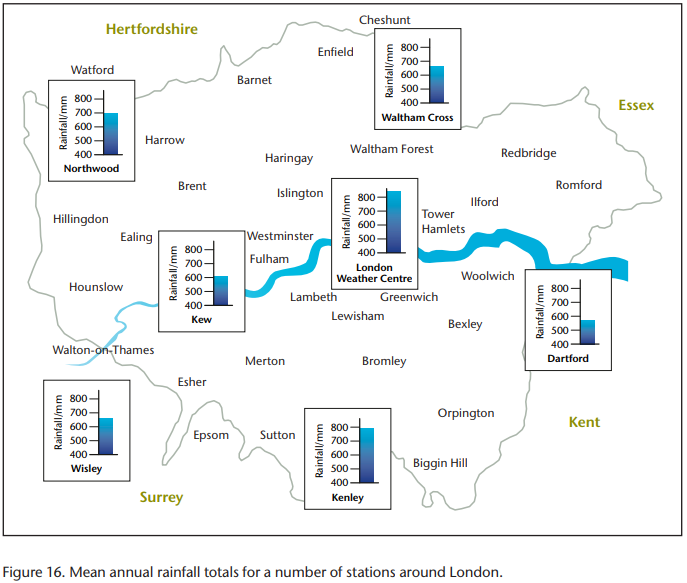 Cheshunt
Hertfordshire
Enfield
Watford
Barnet
Rainfall/mm
800
700
600
500
400
Waltham Cross
Essex
Rainfall/mm
800
700
600
500
400
Northwood
Harrow
Haringay
Waltham Forest
Redbridge
Brent
Islington
Romford
Ilford
Hillingdon
Tower
Hamlets
Rainfall/mm
800
700
600
500
400
London
Weather Centre
Ealing
Westminster
Fulham
Rainfall/mm
800
700
600
500
400
Kew
Hounslow
Woolwich
Lambeth
Greenwich
Lewisham
Bexley
Rainfall/mm
800
700
600
500
400
Dartford
Walton-on-Thames
Merton
Bromley
Esher
Rainfall/mm
800
700
600
500
400
Wisley
Orpington
Kent
Epsom
Sutton
Rainfall/mm
800
700
600
500
400
Kenley
Biggin Hill
Surrey
Figure 16. Mean annual rainfall totals for a number of stations around London.